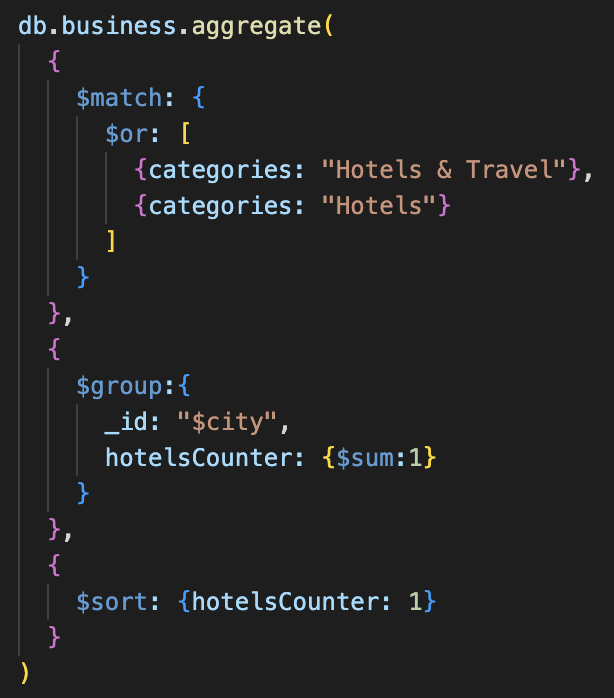 db.business.aggregate(
  {
    $match: {
      $or: [
        {categories: "Hotels & Travel"},
        {categories: "Hotels"}
      ]
    }
  },
  {
    $group:{
      _id: "$city",
      hotelsCounter: {$sum:1}
    }
  },
  {
    $sort: {hotelsCounter: 1}
  }
)